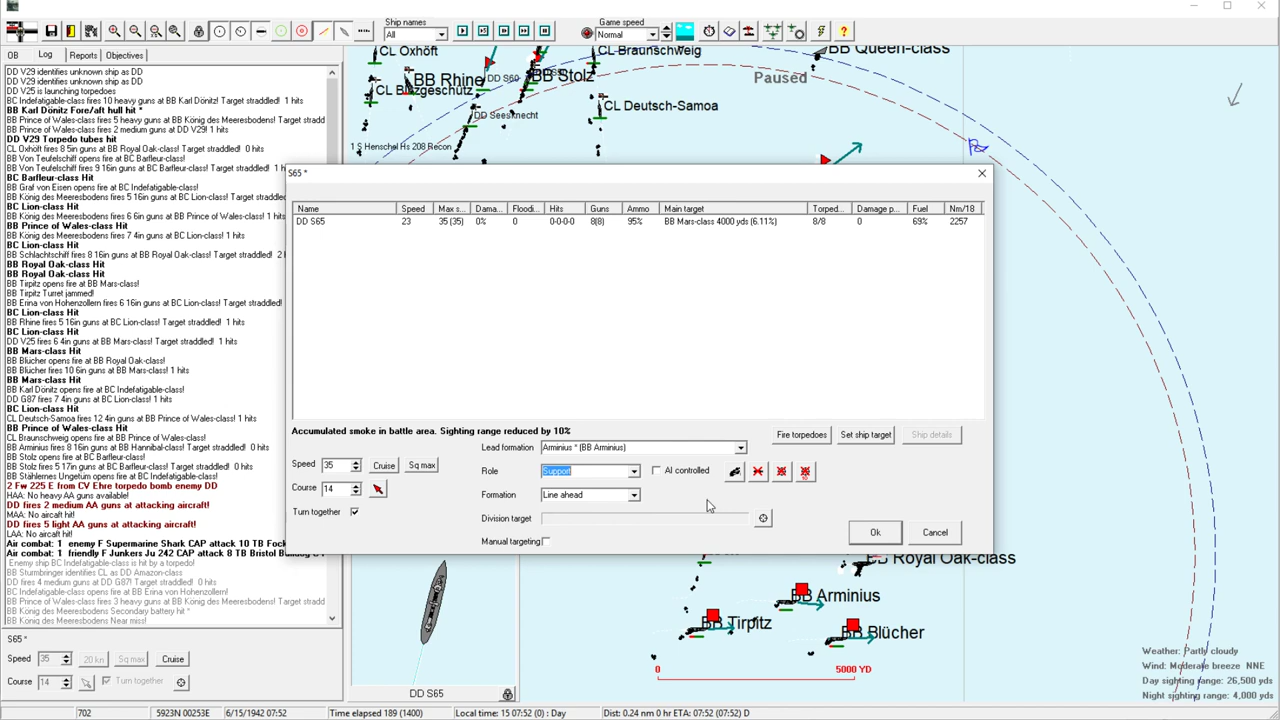 Ship names
All
Game speed
Normal
OB Log Reports Objectives
DD V29 identifies unknown ship as DD
DD V29 identifies unknown ship as DD
DD V25 is launching torpedoes
BC Indefatigable-class fires 10 heavy guns at BB Karl Dönitz! Target straddled! 1 hits
BB Karl Dönitz Fore/aft hull hit *
BB Prince of Wales-class fires 5 heavy guns at BB König des Meeresbodens! Target stradd
BB Prince of Wales-class fires 2 medium guns at DD V29! 1 hits
DD V29 Torpedo tubes hit
CL Oxhöft fires 8 5in guns at BB Royal Oak-class! Target straddled! 0 hits
BB Von Teufelschiff opens fire at BC Barfleur-class!
BB Von Teufelschiff fires 9 16in guns at BC Barfleur-class! Target straddled! 1 hits
BC Barfleur-class Hit
BB Graf von Eisen opens fire at BC Indefatigable-class!
BB König des Meeresbodens fires 5 16in guns at BC Lion-class! Target straddled! 1 hits
BC Lion-class Hit
BB König des Meeresbodens fires 6 16in guns at BB Prince of Wales-class! Target straddl
BB Prince of Wales-class Hit
BB König des Meeresbodens fires 7 4in guns at BC Lion-class! Target straddled! 1 hits
BC Lion-class Hit
BB Schlachtschiff fires 8 16in guns at BB Royal Oak-class! Target straddled! 2 h
BB Royal Oak-class Hit
BB Royal Oak-class Hit
BB Tirpitz opens fire at BB Mars-class!
BB Tirpitz Turret jammed!
BB Erina von Hohenzollern fires 6 16in guns at BC Lion-class! Target straddled!
BC Lion-class Hit
BB Rhine fires 5 16in guns at BC Lion-class! Target straddled! 1 hits
BC Lion-class Hit
DD V25 fires 6 4in guns at BC Lion-class! Target straddled! 1 hits
BB Mars-class Hit
BB Blücher opens fire at BB Royal Oak-class!
BB Blücher fires 10 6in guns at BB Mars-class! 1 hits
BB Mars-class Hit
BB Karl Dönitz opens fire at BC Indefatigable-class!
DD G87 fires 7 4in guns at BC Lion-class! Target straddled! 1 hits
BC Lion-class Hit
CL Deutsch-Samoa fires 12 4in guns at BB Prince of Wales-class! 1 hits
BB Prince of Wales-class Hit
CL Braunschweig opens fire at BB Prince of Wales-class!
BB Arminius fires 8 16in guns at BB Hannibal-class! Target straddled! 0 hits
BB Stolz fires 5 17in guns at BC Lion-class! Target straddled! 0 hits
BB Stählernes Ungetüm opens fire at BC Indefatigable-class!
2 Fw 225 E from CV Ehre torpedo bomb enemy DD
HAA: No heavy AA guns available!
DD fires 2 medium AA guns at attacking aircraft!
MAA: No aircraft hit!
DD fires 5 light AA guns at attacking aircraft!
LAA: No aircaft hit!
Air combat: 1 enemy F Supermarine Shark CAP attack 10 TB Fock
Air combat: 1 friendly F Junkers Ju 242 CAP attack 8 TB Bristol Bulldog
Enemy ship BC Indefatigable-class is hit by a torpedo!
BB Sturmbringer identifies CL as DD Amazon-class
DD fires 4 medium guns at DD G87! 0 hits
BC Indefatigable-class opens fire at BB Erina von Hohenzollern!
BB Prince of Wales-class fires 3 heavy guns at BB König des Meeresbodens! Target stradd
BB König des Meeresbodens Secondary battery hit *
BB König des Meeresbodens Near miss!
S65 *
Speed 35 20 kn Sq max Cruise
Course 14 Turn together
CL Oxhöft
BB Rhine
CL Blitzgeschütz
DD S60
BB Stolz
CL Braunschweig
BB Queen-class
Paused
DD Seesknecht
CL Deutsch-Samoa
1 S Henschel Hs 208 Recon
S65 *
Name Speed Max s... Dama... Floodi... Hits Guns Ammo Main target Torped... Damage p... Fuel Nm/18
DD S65 23 35 (35) 0% 0 0-0-0-0 8(8) 95% BB Mars-class 4000 yds (6.11%) 8/8 0 69% 2257
Accumulated smoke in battle area. Sighting range reduced by 10%
Lead formation Arminius * (BB Arminius)
Fire torpedoes Set ship target Ship details
Speed 35 Cruise Sq max
Role Support AI controlled
Course 14
Formation Line ahead
Turn together
Division target
Manual targeting
Ok Cancel
BB Royal Oak-class
BB Arminius
BB Tirpitz
BB Blücher
0 5000 YD
DD S65
Weather: Partly cloudy
Wind: Moderate breeze NNE
Day sighting range: 26,500 yds
Night sighting range: 4,000 yds
702 5923N 00253E 6/15/1942 07:52 Time elapsed 189 (1400) Local time: 15 07:52 (0) : Day Dist: 0.24 nm 0 hr ETA: 07:52 (07:52) D